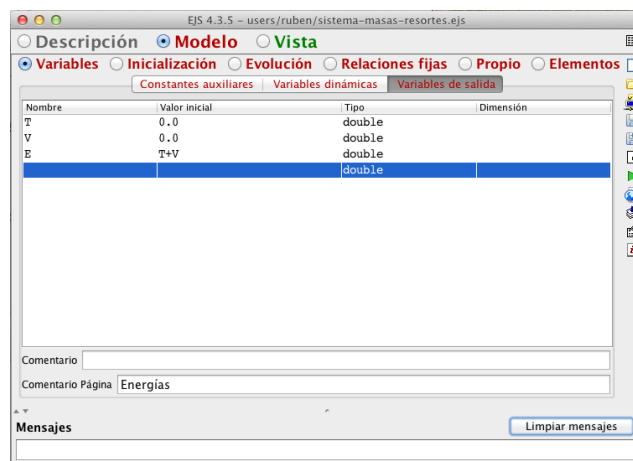 EJS 4.3.5 – users/ruben/sistema-masas-resortes.ejs
Descripción Modelo Vista
Variables Inicialización Evolución Relaciones fijas Propio Elementos
Constantes auxiliares Variables dinámicas Variables de salida
Nombre Valor inicial Tipo Dimensión
T 0.0 double
V 0.0 double
E T+V double
double
Comentario
Comentario Página Energías
Mensajes Limpiar mensajes